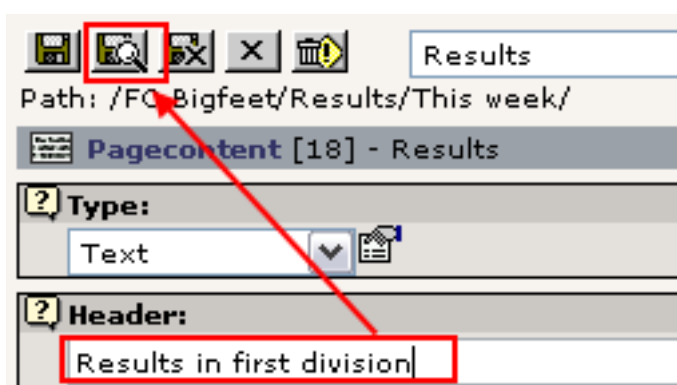 Results
Path: /FC Bigfeet/Results/This week/
Pagecontent [18] - Results
Type:
Text
Header:
Results in first division